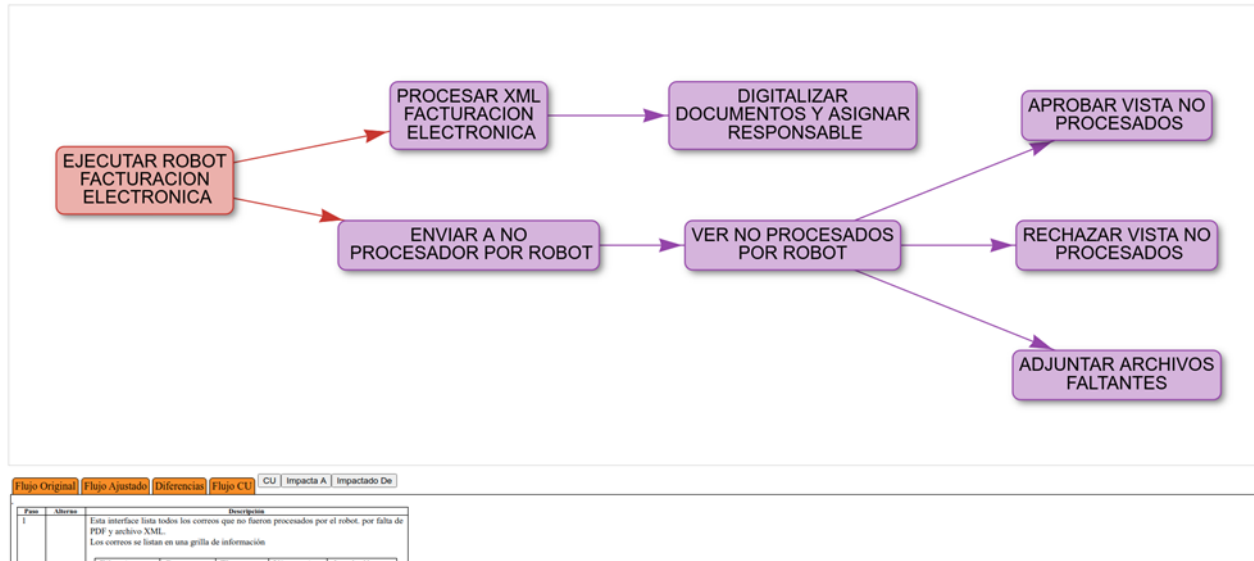 PROCESAR XML
FACTURACION
ELECTRONICA
DIGITALIZAR
DOCUMENTOS Y ASIGNAR
RESPONSABLE
APROBAR VISTA NO
PROCESADOS
EJECUTAR ROBOT
FACTURACION
ELECTRONICA
ENVIAR A NO
PROCESADOR POR ROBOT
VER NO PROCESADOS
POR ROBOT
RECHAZAR VISTA NO
PROCESADOS
ADJUNTAR ARCHIVOS
FALTANTES
Flujo Original Flujo Ajustado Diferencias Flujo CU CU Impacta A Impactado De
Paso Alterno Descripción
1 Esta interface lista todos los correos que no fueron procesados por el robot. por falta de
PDF y archivo XML.
Los correos se listan en una grilla de información